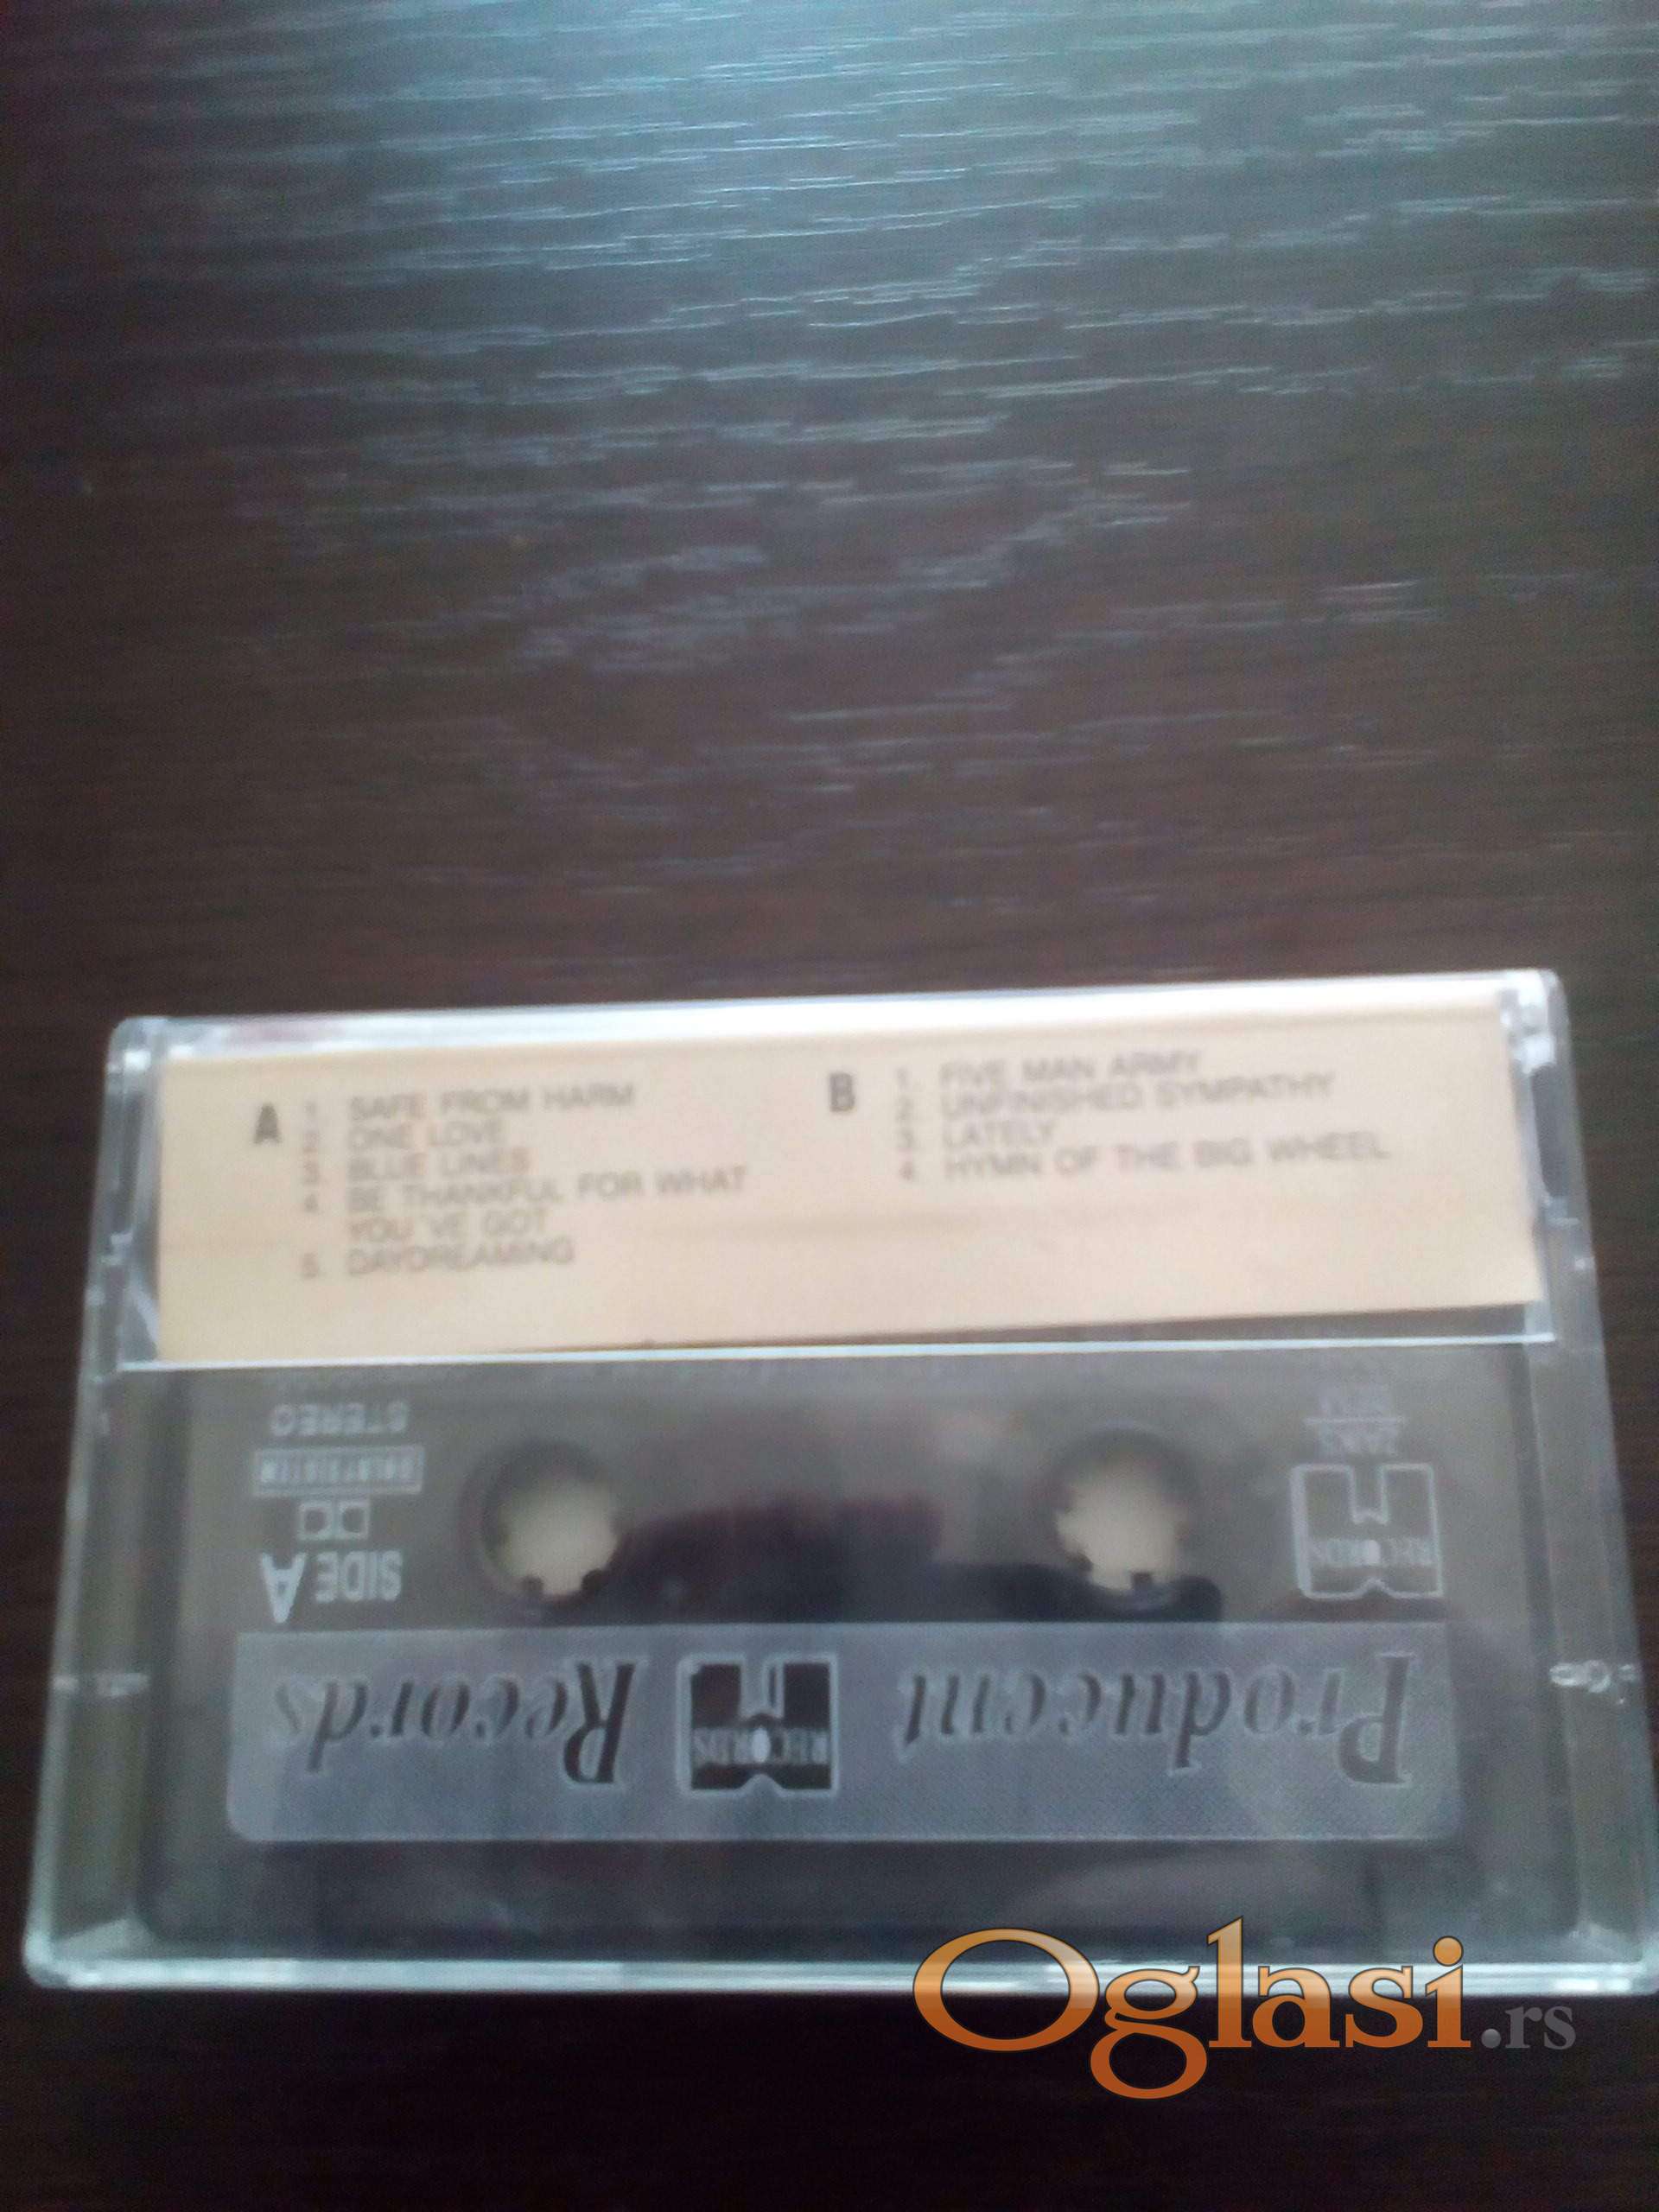 A
1. SAFE FROM HARM
2. ONE LOVE
3. BLUE LINES
4. BE THANKFUL FOR WHAT
YOU 'VE GOT
5. DAYDREAMING
B
1. FIVE MAN ARMY
2. UNFINISHED SYMPATHY
3. LATELY
4. HYMN OF THE BIG WHEEL
Producent RECORDS Records
SIDE A
STEREO
RECORDS
Oglasi.rs